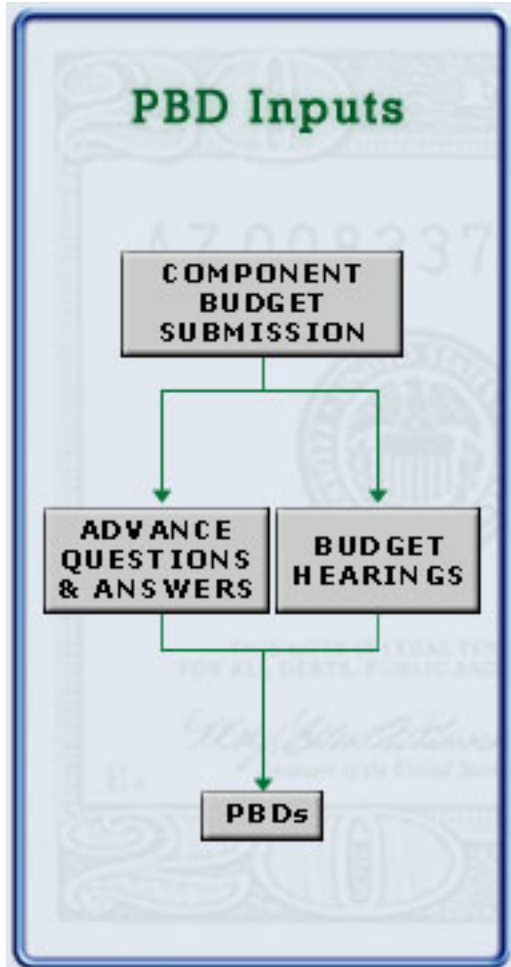 PBD Inputs
COMPONENT
BUDGET
SUBMISSION
ADVANCE
QUESTIONS
& ANSWERS
BUDGET
HEARINGS
PBDs